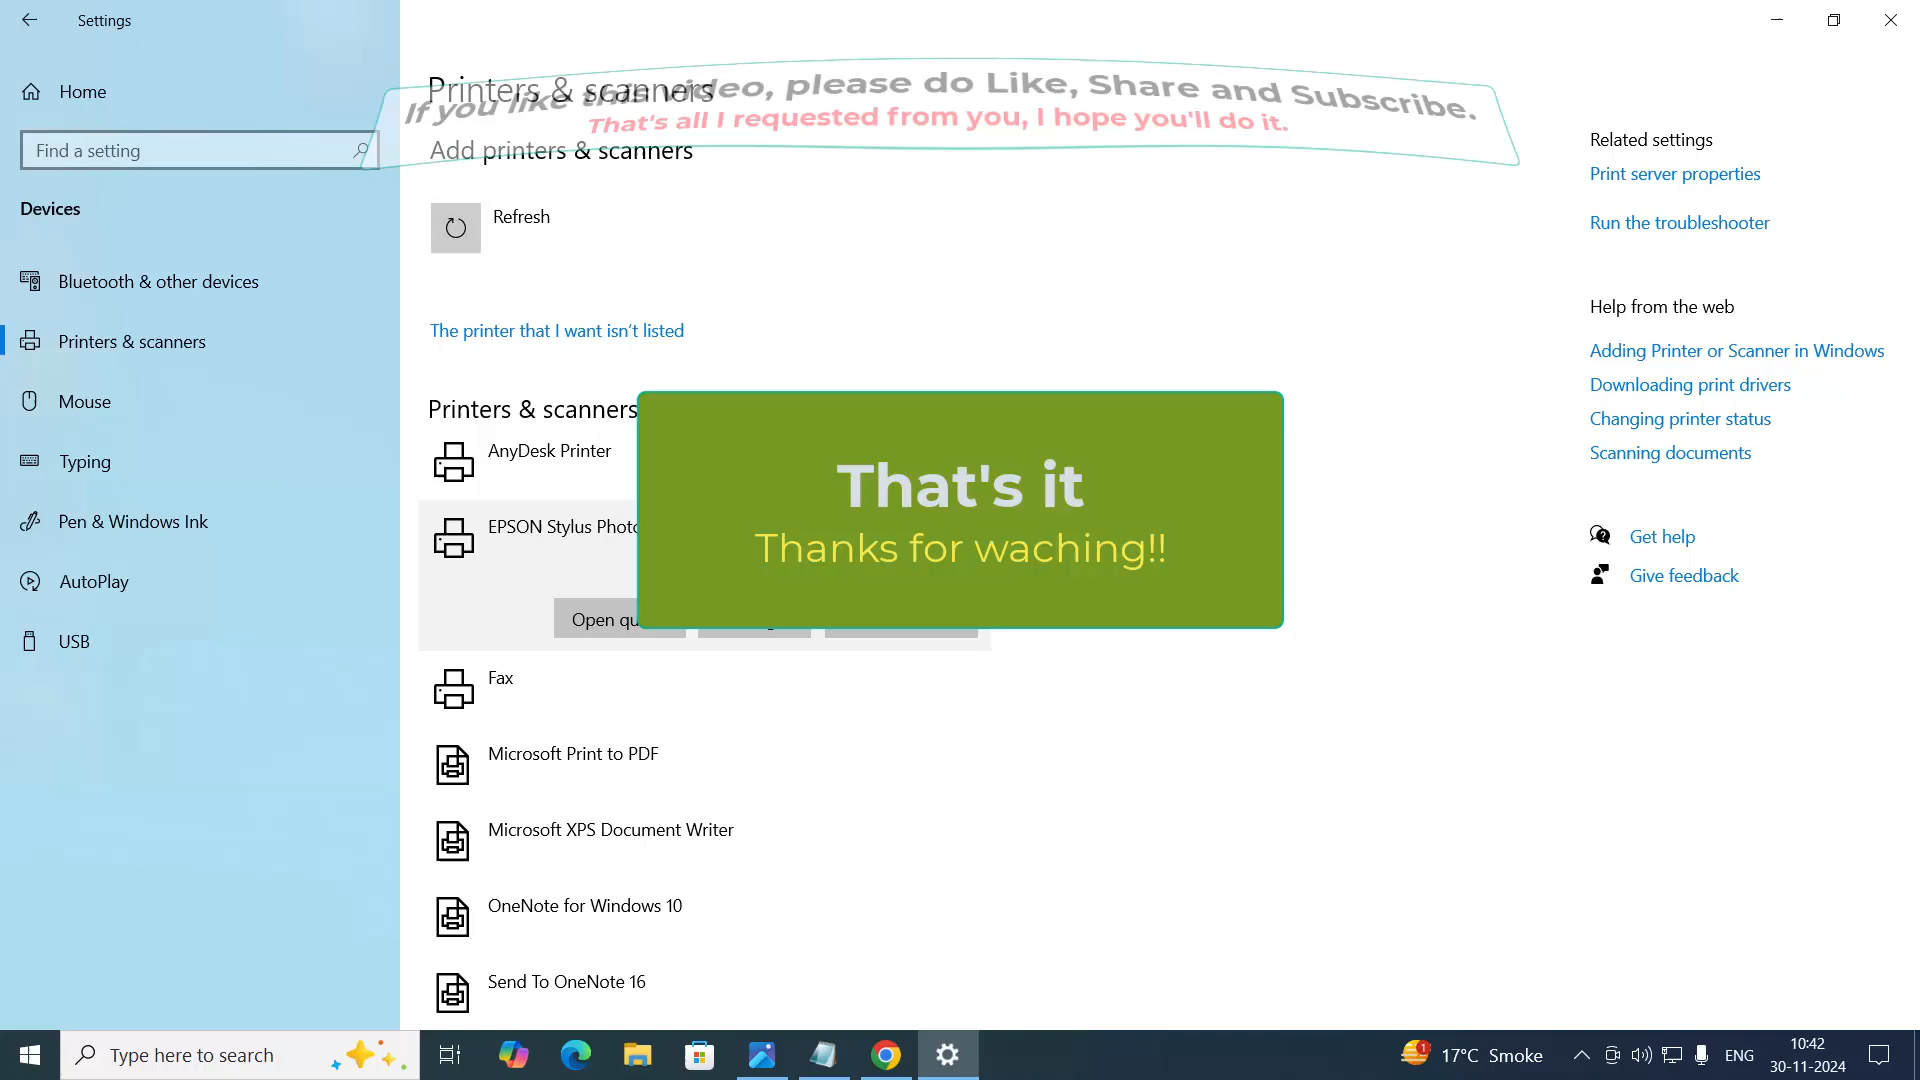 Settings
Home
Find a setting
Devices
Bluetooth & other devices
Printers & scanners
Mouse
Typing
Pen & Windows Ink
AutoPlay
USB
Printers & scanners
If you like this video, please do Like, Share and Subscribe.
That's all I requested from you, I hope you'll do it.
Add printers & scanners
Refresh
The printer that I want isn't listed
Printers & scanners
AnyDesk Printer
EPSON Stylus Photo
Open
That's it
Thanks for waching!!
Fax
Microsoft Print to PDF
Microsoft XPS Document Writer
OneNote for Windows 10
Send To OneNote 16
Related settings
Print server properties
Run the troubleshooter
Help from the web
Adding Printer or Scanner in Windows
Downloading print drivers
Changing printer status
Scanning documents
Get help
Give feedback
Type here to search
1
17°C Smoke
ENG
10:42
30-11-2024